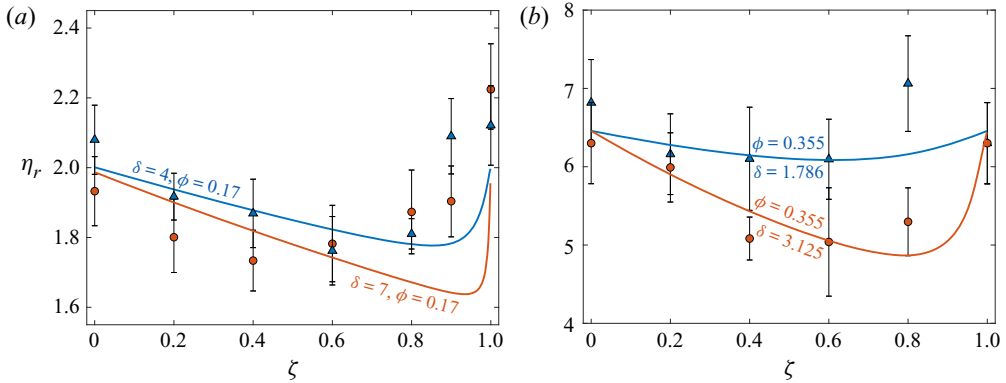 (a)
2.4
2.2
2.0
1.8
1.6
η_r
δ = 4, ϕ = 0.17
δ = 7, ϕ = 0.17
0 0.2 0.4 0.6 0.8 1.0
ζ
(b)
8
7
6
5
4
ϕ = 0.355
δ = 1.786
ϕ = 0.355
δ = 3.125
0 0.2 0.4 0.6 0.8 1.0
ζ